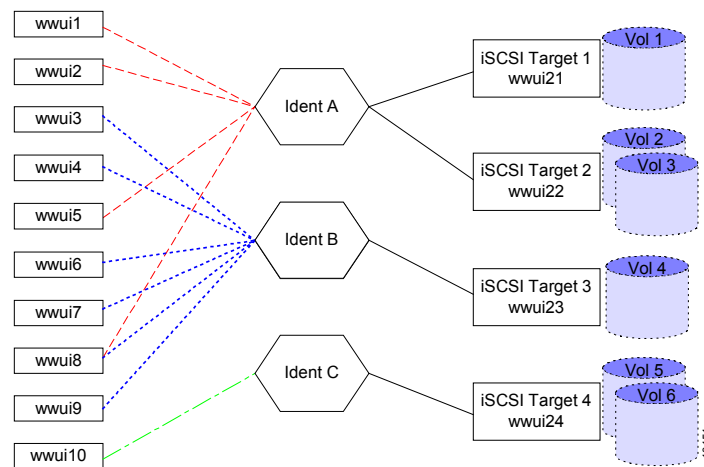 wwui1
wwui2
wwui3
wwui4
wwui5
wwui6
wwui7
wwui8
wwui9
wwui10
Ident A
Ident B
Ident C
iSCSI Target 1
wwui21
iSCSI Target 2
wwui22
iSCSI Target 3
wwui23
iSCSI Target 4
wwui24
Vol 1
Vol 2
Vol 3
Vol 4
Vol 5
Vol 6